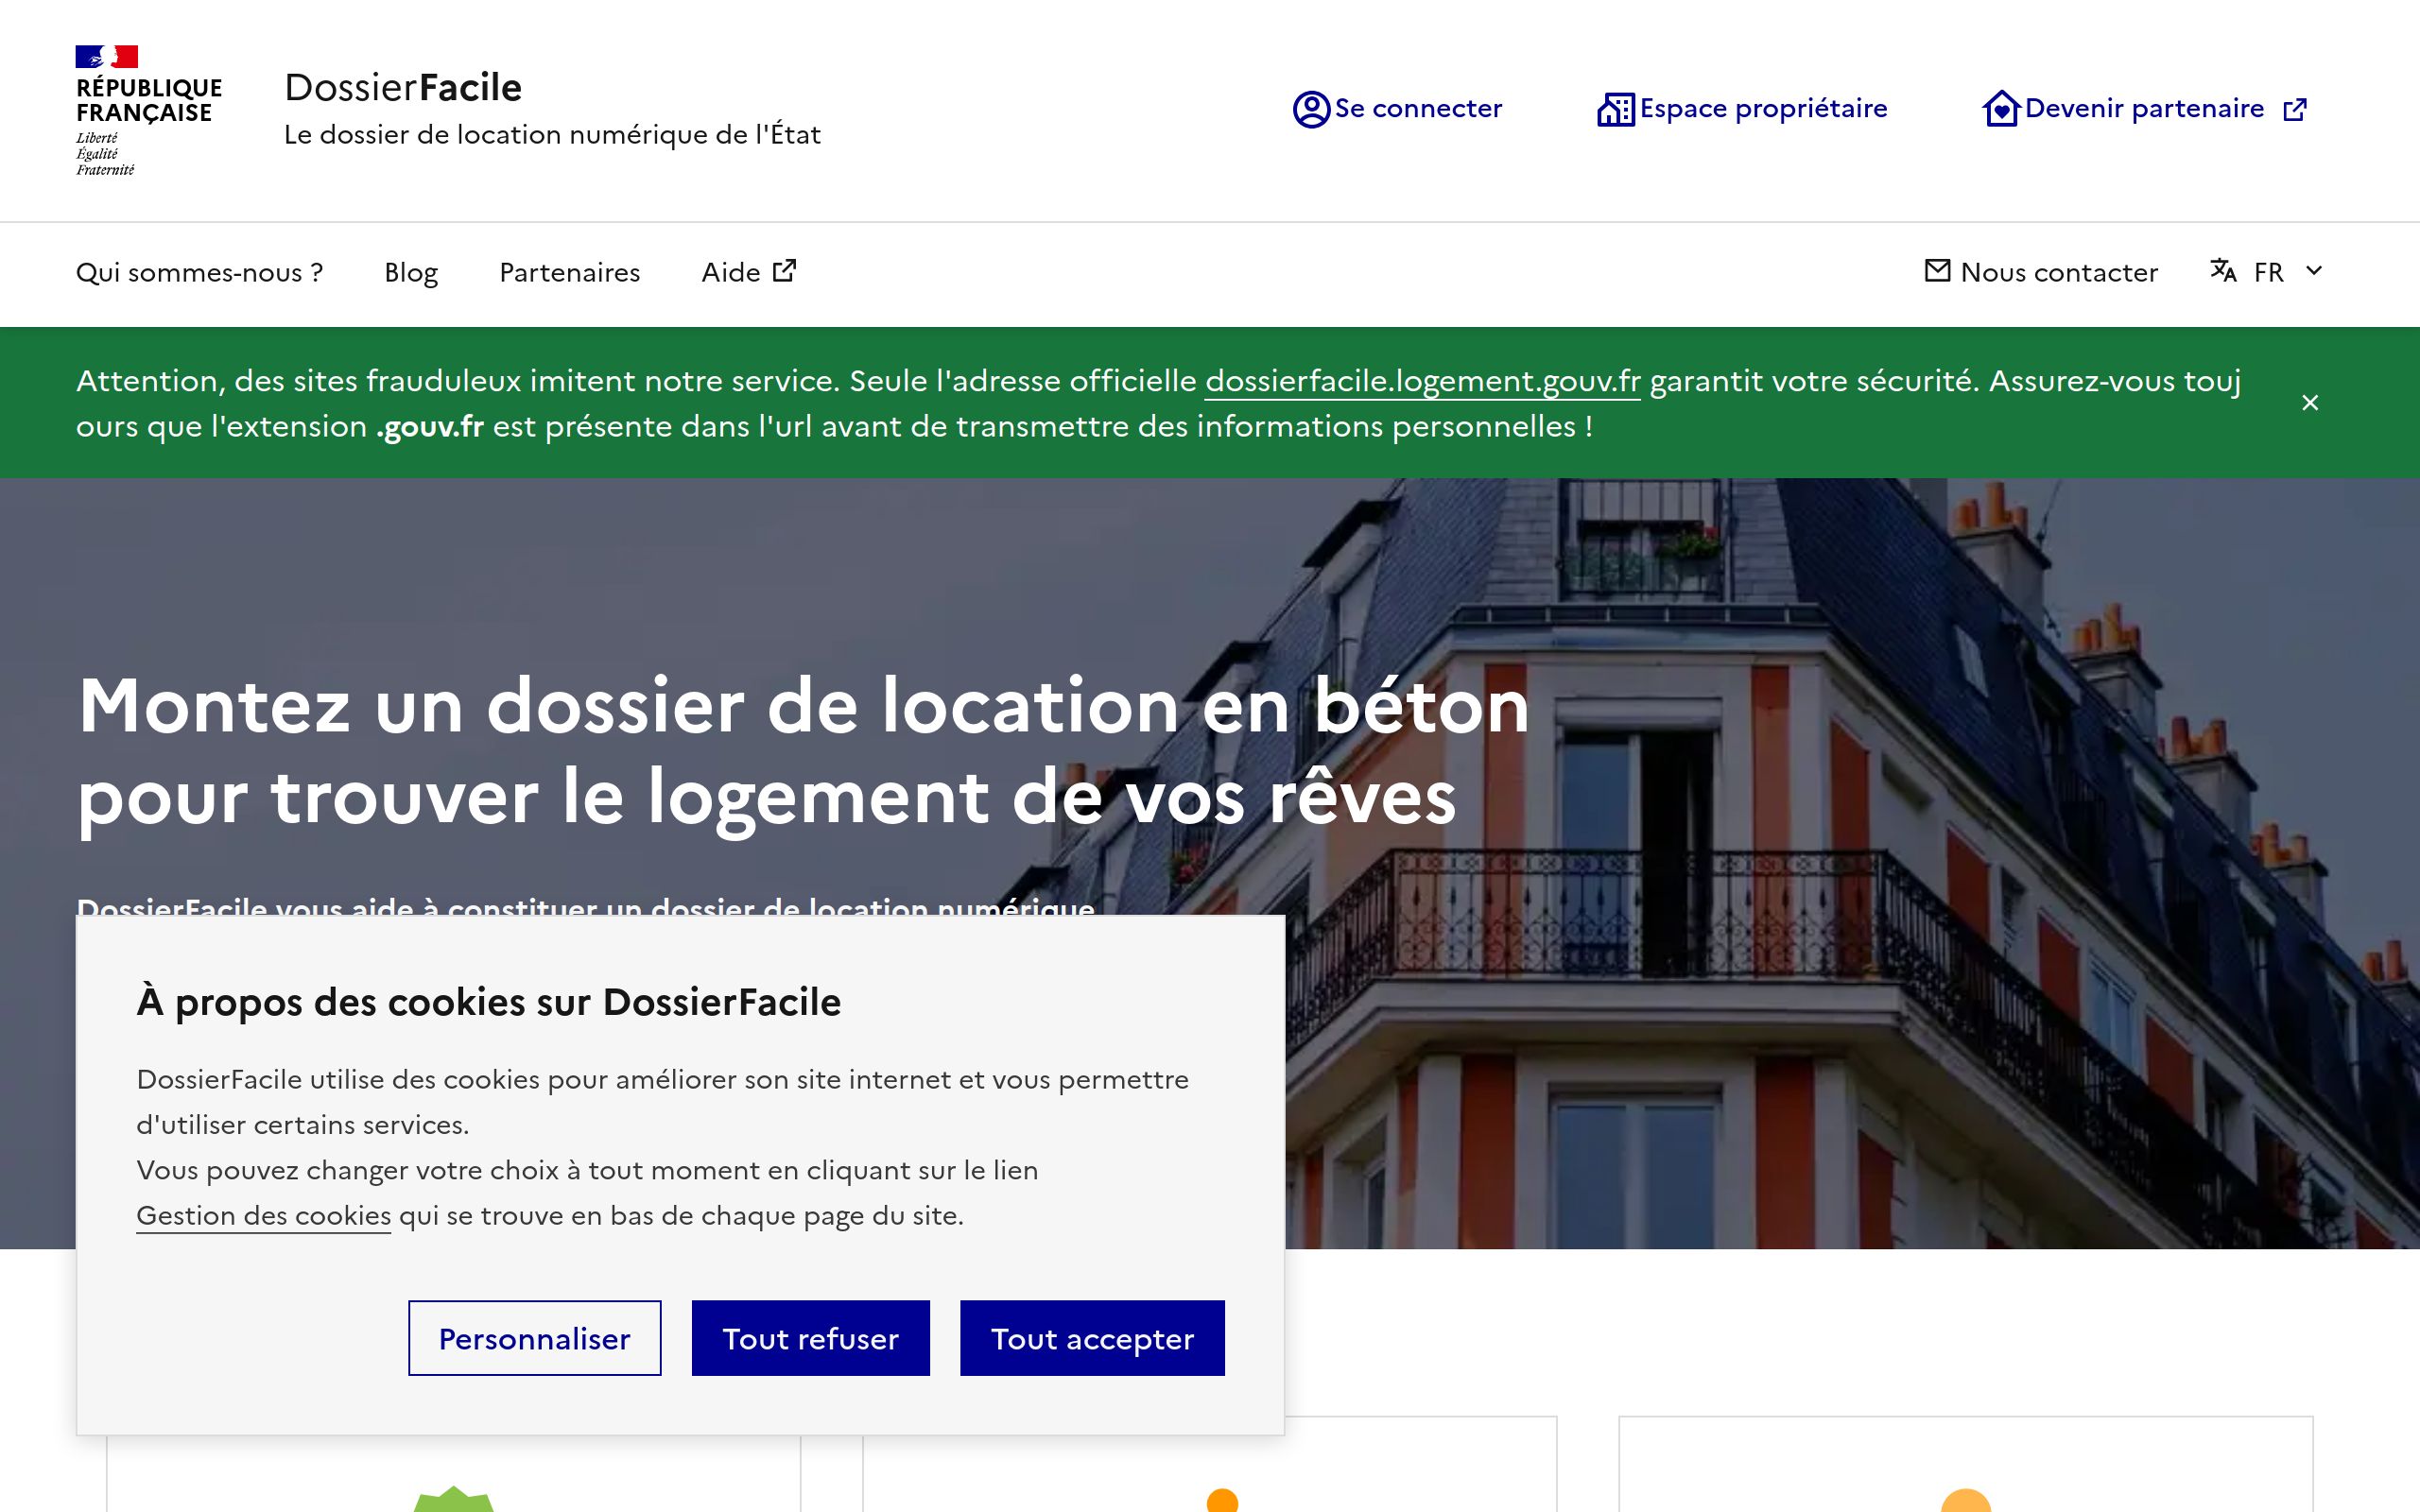 RÉPUBLIQUE
FRANÇAISE
Liberté
Égalité
Fraternité
DossierFacile
Le dossier de location numérique de l'État
Se connecter
Espace propriétaire
Devenir partenaire
Qui sommes-nous ?
Blog
Partenaires
Aide
Nous contacter
FR
Attention, des sites frauduleux imitent notre service. Seule l'adresse officielle dossierfacile.logement.gouv.fr garantit votre sécurité. Assurez-vous touj
ours que l'extension .gouv.fr est présente dans l'url avant de transmettre des informations personnelles !
Montez un dossier de location en béton
pour trouver le logement de vos rêves
DossierFacile vous aide à constituer un dossier de location numérique
À propos des cookies sur DossierFacile
DossierFacile utilise des cookies pour améliorer son site internet et vous permettre
d'utiliser certains services.
Vous pouvez changer votre choix à tout moment en cliquant sur le lien
Gestion des cookies qui se trouve en bas de chaque page du site.
Personnaliser
Tout refuser
Tout accepter